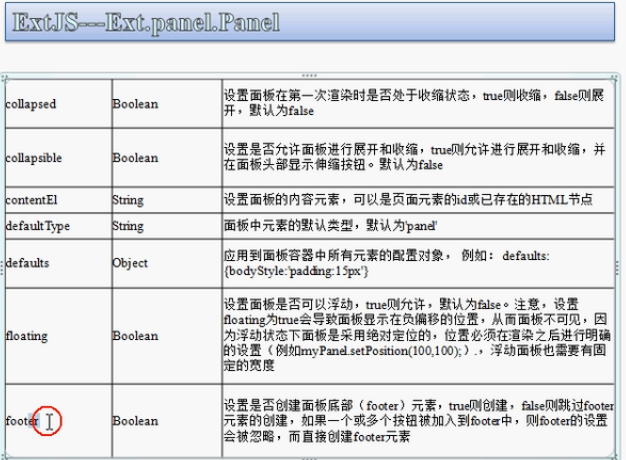 ExtJS---Ext.panel.Panel
collapsed Boolean 设置面板在第一次渲染时是否处于收缩状态，true则收缩，false则展
开，默认为false
collapsible Boolean 设置是否允许面板进行展开和收缩，true则允许进行展开和收缩，并
在面板头部显示伸缩按钮。默认为false
contentEl String 设置面板的内容元素，可以是页面元素的id或已存在的HTML节点
defaultType String 面板中元素的默认类型，默认为'panel'
defaults Object 应用到面板容器中所有元素的配置对象， 例如： defaults:
{bodyStyle:'padding:15px'}
floating Boolean 设置面板是否可以浮动，true则允许，默认为false。注意，设置
floating为true会导致面板显示在负偏移的位置，从而面板不可见，因
为浮动状态下面板是采用绝对定位的，位置必须在渲染之后进行明确
的设置（例如myPanel.setPosition(100,100);）.，浮动面板也需要有固
定的宽度
footer Boolean 设置是否创建面板底部（footer）元素，true则创建，false则跳过footer
元素的创建，如果一个或多个按钮被加入到footer中，则footer的设置
会被忽略，而直接创建footer元素